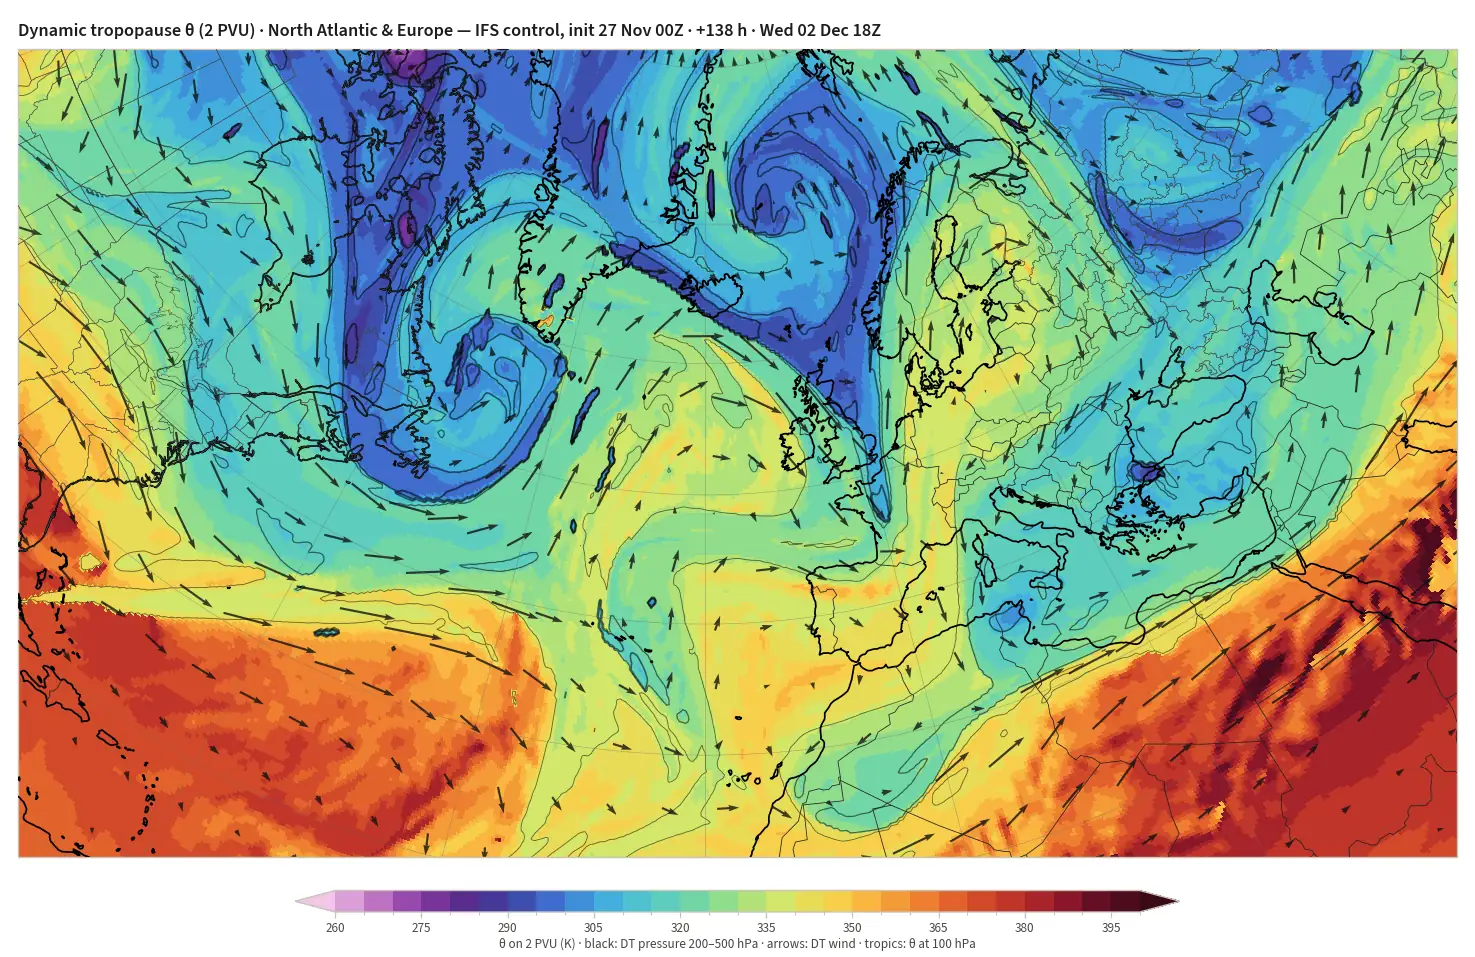 Dynamic tropopause θ (2 PVU) · North Atlantic & Europe — IFS control, init 27 Nov 00Z · +138 h · Wed 02 Dec 18Z
260 275 290 305 320 335 350 365 380 395
θ on 2 PVU (K) · black: DT pressure 200–500 hPa · arrows: DT wind · tropics: θ at 100 hPa